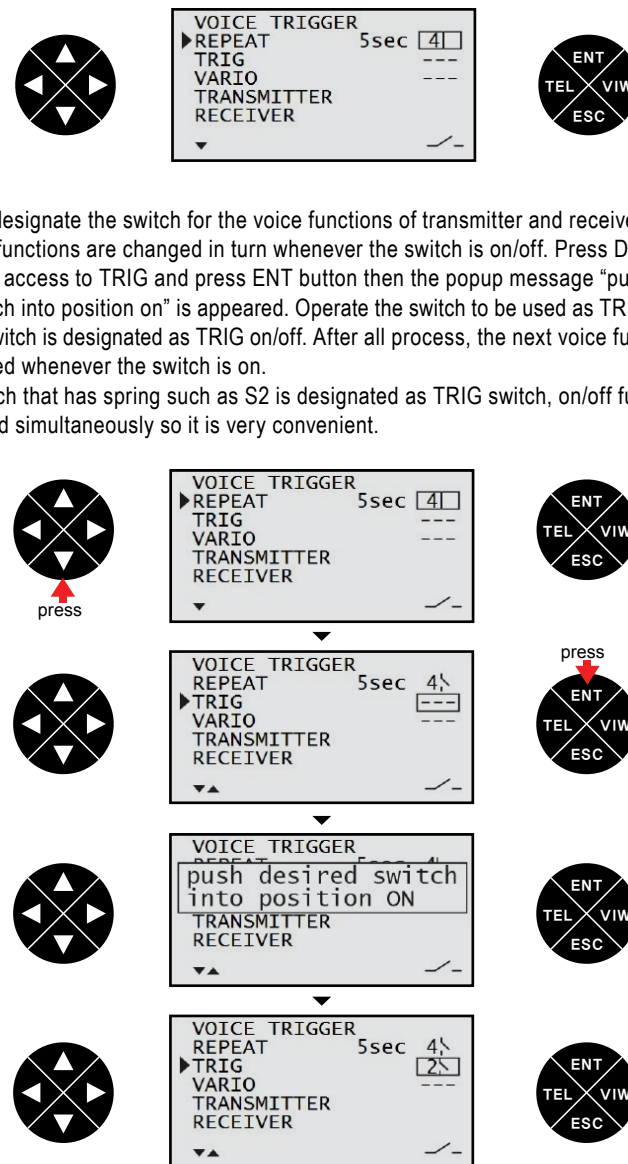 VOICE TRIGGER
REPEAT 5sec 4
TRIG ---
VARIO ---
TRANSMITTER
RECEIVER
ENT
TEL VIW
ESC
designate the switch for the voice functions of transmitter and receive
functions are changed in turn whenever the switch is on/off. Press D
access to TRIG and press ENT button then the popup message “pu
ch into position on” is appeared. Operate the switch to be used as TR
witch is designated as TRIG on/off. After all process, the next voice fu
ed whenever the switch is on.
ch that has spring such as S2 is designated as TRIG switch, on/off fu
d simultaneously so it is very convenient.
VOICE TRIGGER
REPEAT 5sec 4
TRIG ---
VARIO ---
TRANSMITTER
RECEIVER
press
ENT
TEL VIW
ESC
VOICE TRIGGER
REPEAT 5sec 4
TRIG ---
VARIO ---
TRANSMITTER
RECEIVER
press
ENT
TEL VIW
ESC
VOICE TRIGGER
push desired switch
into position ON
TRANSMITTER
RECEIVER
ENT
TEL VIW
ESC
VOICE TRIGGER
REPEAT 5sec 4
TRIG 2
VARIO ---
TRANSMITTER
RECEIVER
ENT
TEL VIW
ESC